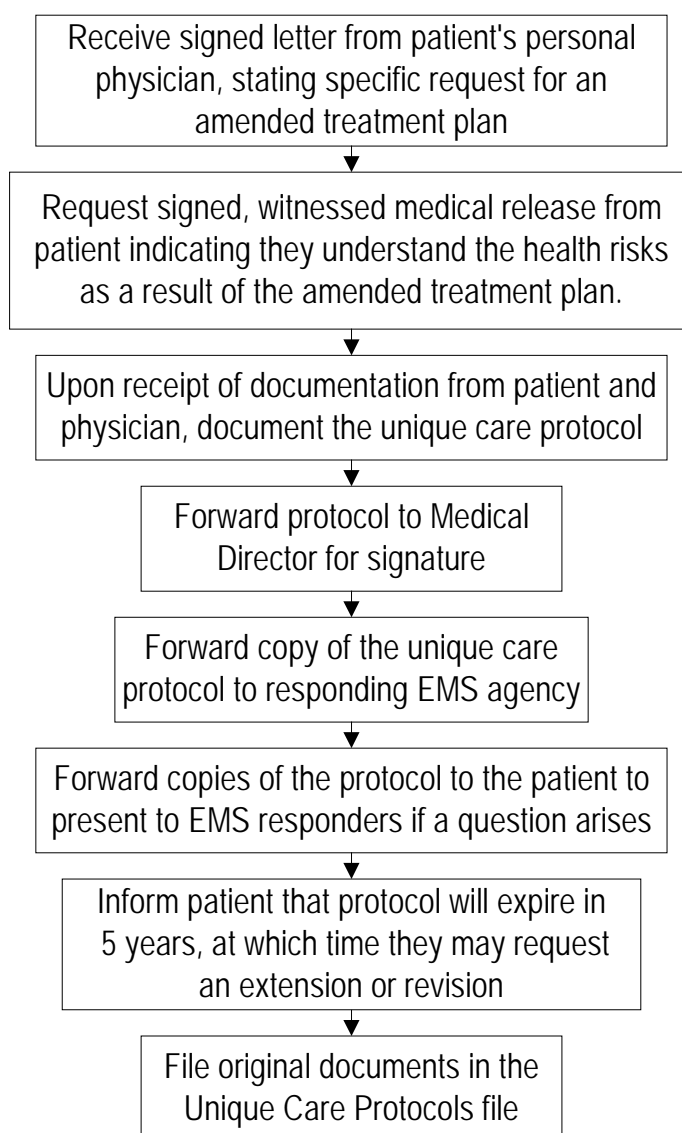 Receive signed letter from patient's personal
physician, stating specific request for an
amended treatment plan
Request signed, witnessed medical release from
patient indicating they understand the health risks
as a result of the amended treatment plan.
Upon receipt of documentation from patient and
physician, document the unique care protocol
Forward protocol to Medical
Director for signature
Forward copy of the unique care
protocol to responding EMS agency
Forward copies of the protocol to the patient to
present to EMS responders if a question arises
Inform patient that protocol will expire in
5 years, at which time they may request
an extension or revision
File original documents in the
Unique Care Protocols file